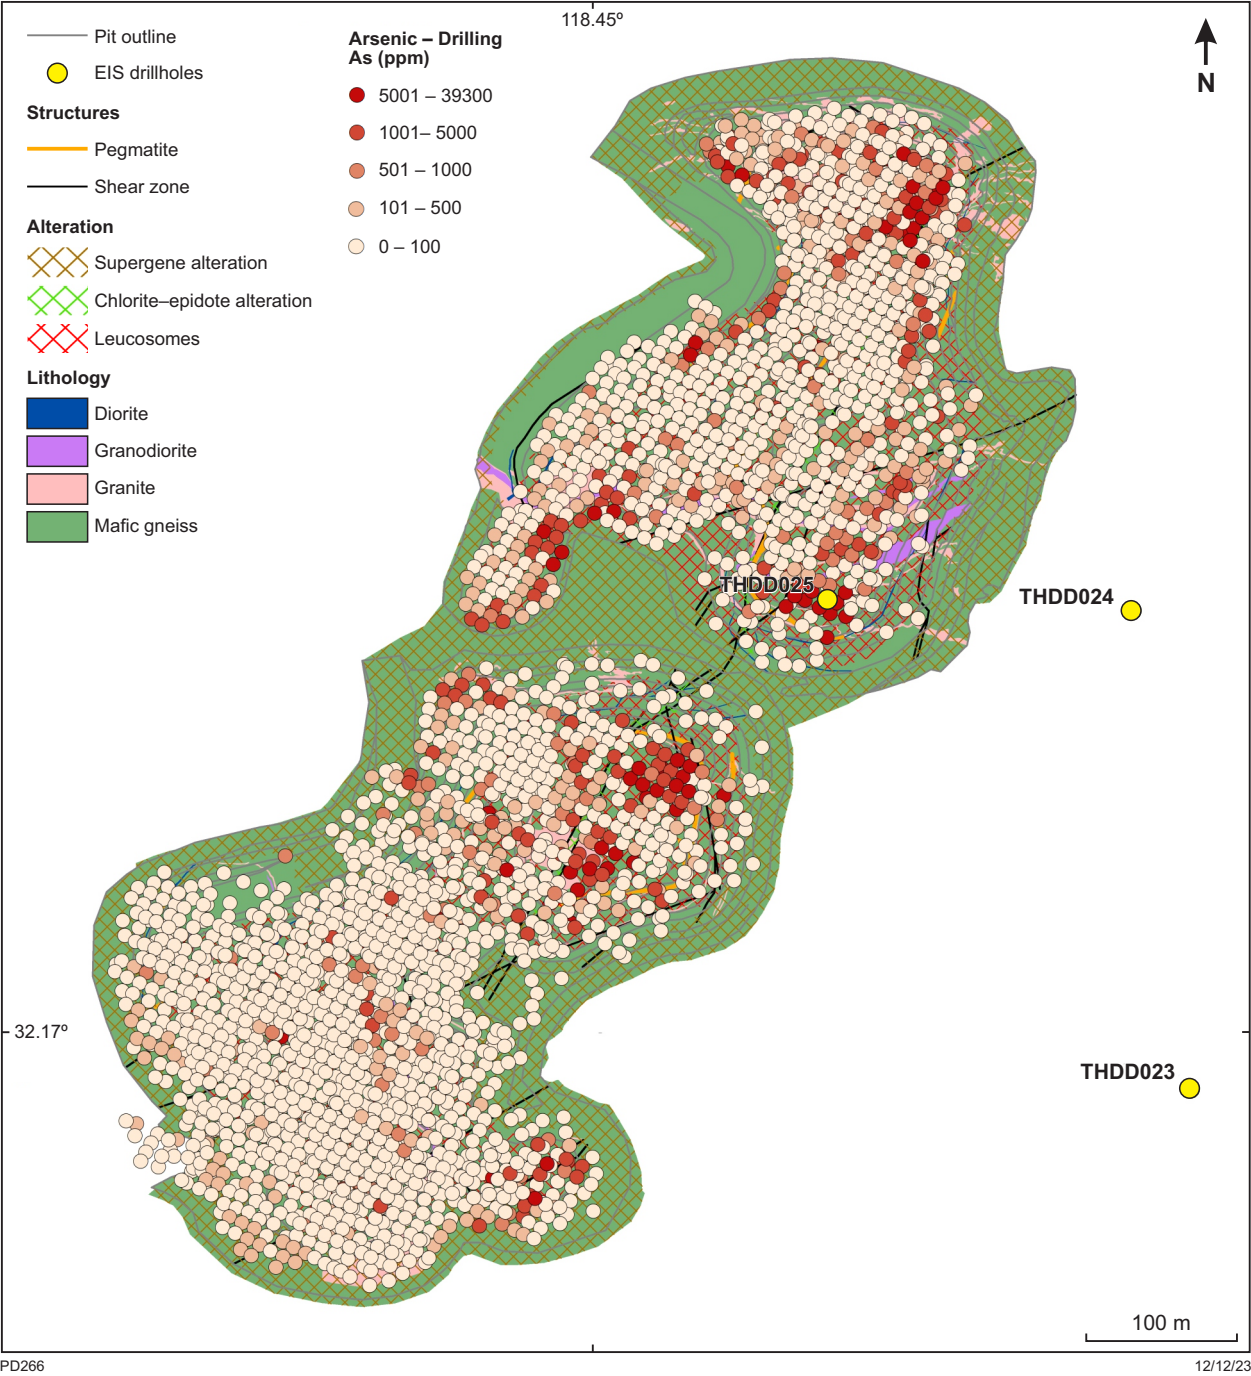 118.45º
N
Pit outline
EIS drillholes
Structures
Pegmatite
Shear zone
Alteration
Supergene alteration
Chlorite–epidote alteration
Leucosomes
Lithology
Diorite
Granodiorite
Granite
Mafic gneiss
Arsenic – Drilling
As (ppm)
5001 – 39300
1001– 5000
501 – 1000
101 – 500
0 – 100
THDD025
THDD024
32.17º
THDD023
100 m
PD266
12/12/23